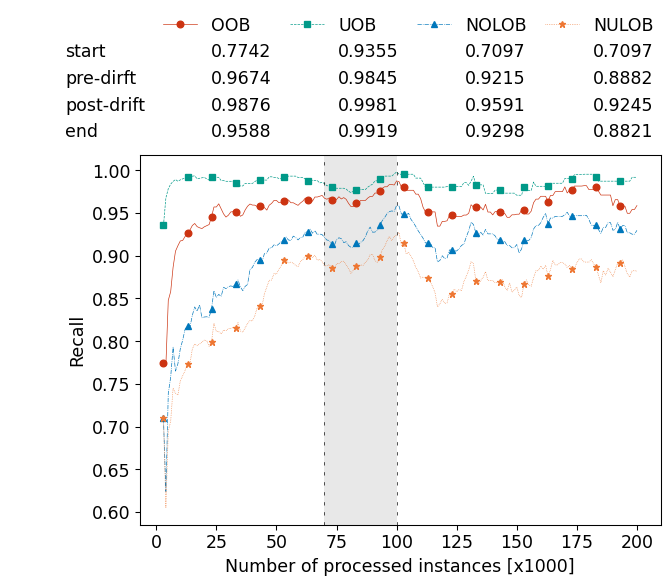 OOB UOB NOLOB NULOB
start 0.7742 0.9355 0.7097 0.7097
pre-dirft 0.9674 0.9845 0.9215 0.8882
post-drift 0.9876 0.9981 0.9591 0.9245
end 0.9588 0.9919 0.9298 0.8821
1.00
0.95
0.90
0.85
0.80
0.75
0.70
0.65
0.60
Recall
0 25 50 75 100 125 150 175 200
Number of processed instances [x1000]